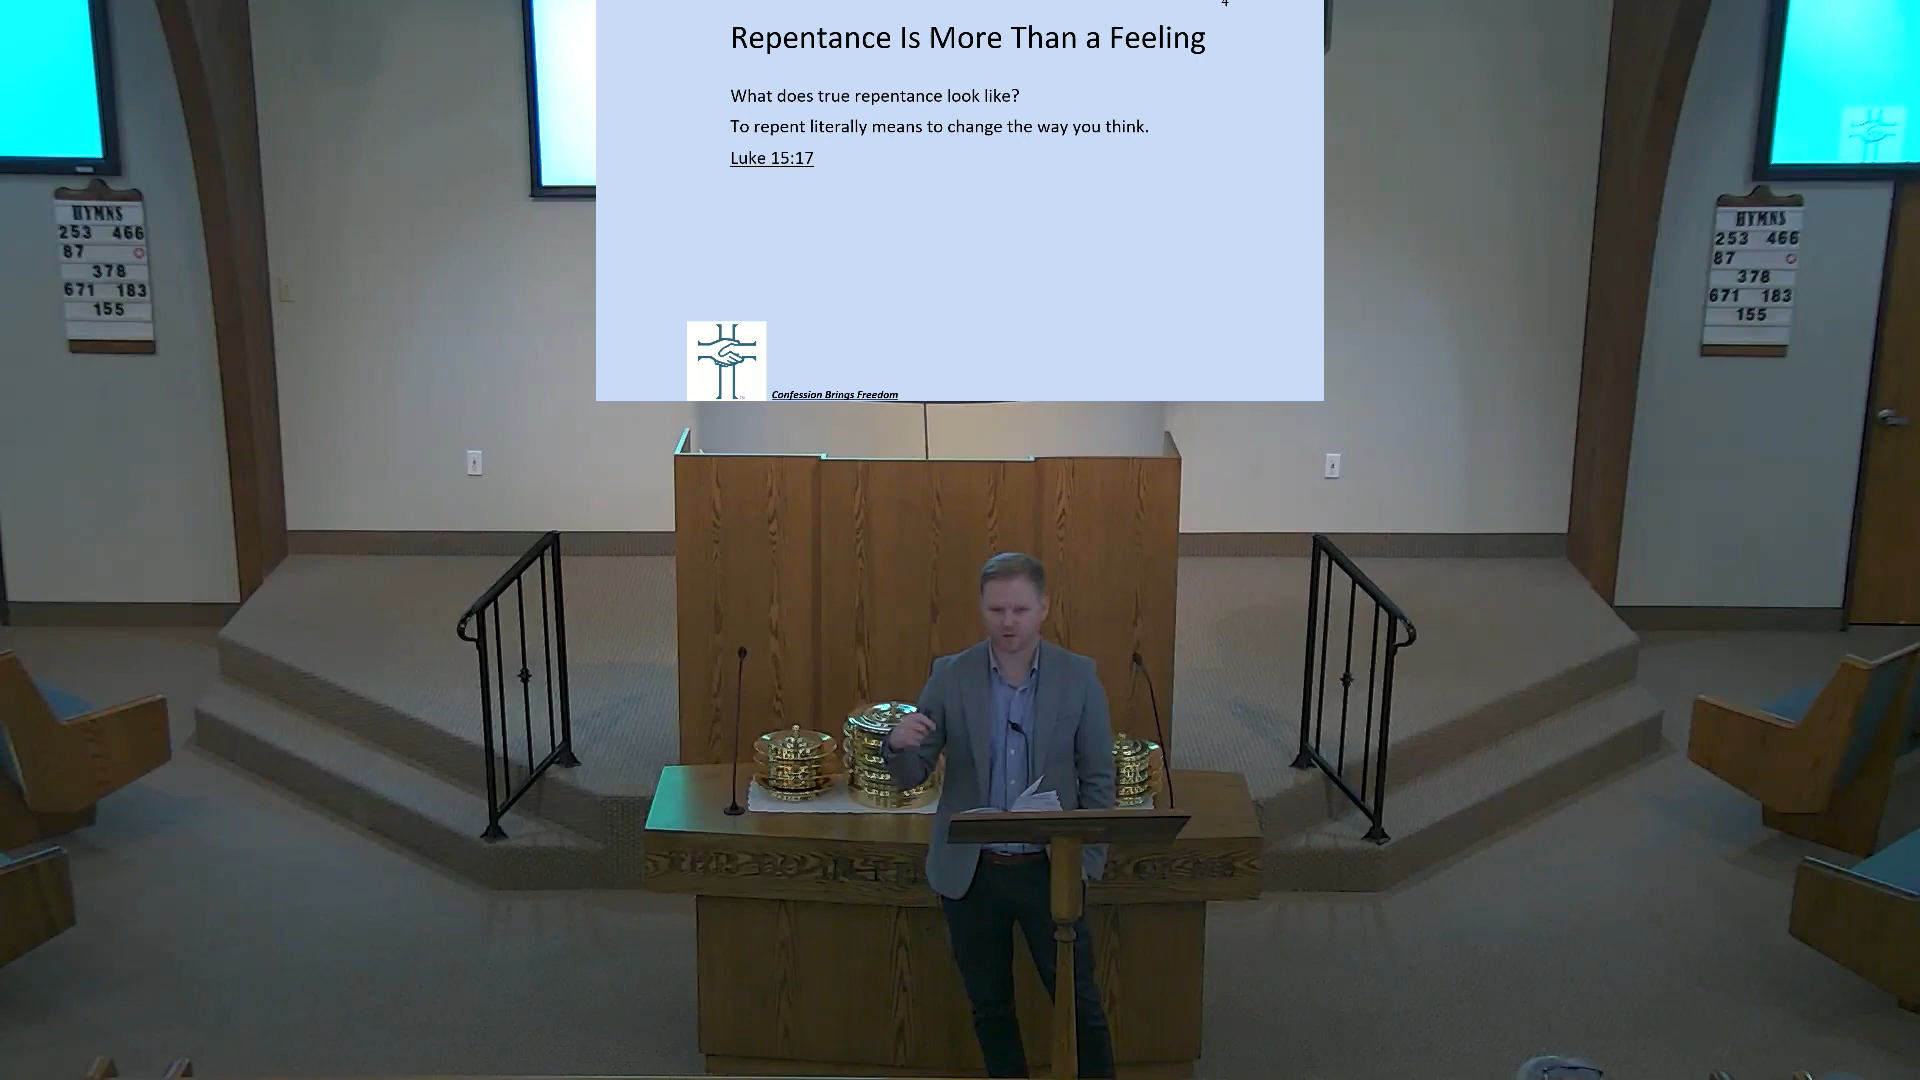 4
Repentance Is More Than a Feeling
What does true repentance look like?
To repent literally means to change the way you think.
Luke 15:17
Confession Brings Freedom
HYMNS
253 466
87
378
671 183
155
HYMNS
253 466
87
378
671 183
155